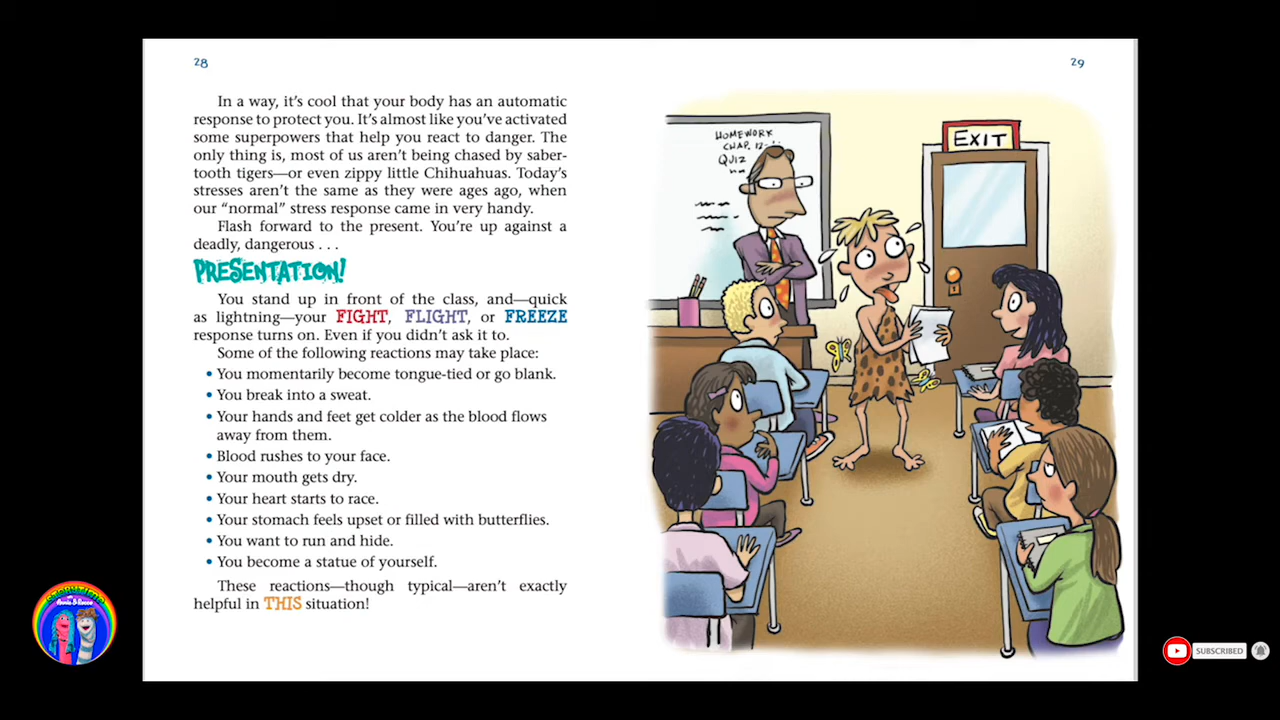 28
In a way, it's cool that your body has an automatic
response to protect you. It's almost like you've activated
some superpowers that help you react to danger. The
only thing is, most of us aren't being chased by saber-
tooth tigers—or even zippy little Chihuahuas. Today's
stresses aren't the same as they were ages ago, when
our “normal” stress response came in very handy.
Flash forward to the present. You're up against a
deadly, dangerous . . .
PRESENTATION!
You stand up in front of the class, and—quick
as lightning—your FIGHT, FLIGHT, or FREEZE
response turns on. Even if you didn't ask it to.
Some of the following reactions may take place:
• You momentarily become tongue-tied or go blank.
• You break into a sweat.
• Your hands and feet get colder as the blood flows
away from them.
• Blood rushes to your face.
• Your mouth gets dry.
• Your heart starts to race.
• Your stomach feels upset or filled with butterflies.
• You want to run and hide.
• You become a statue of yourself.
These reactions—though typical—aren't exactly
helpful in THIS situation!
29
HOMEWORK
CHAP. 12
QUIZ
EXIT
STORYTIME
with
Annie & Rocco
SUBSCRIBED